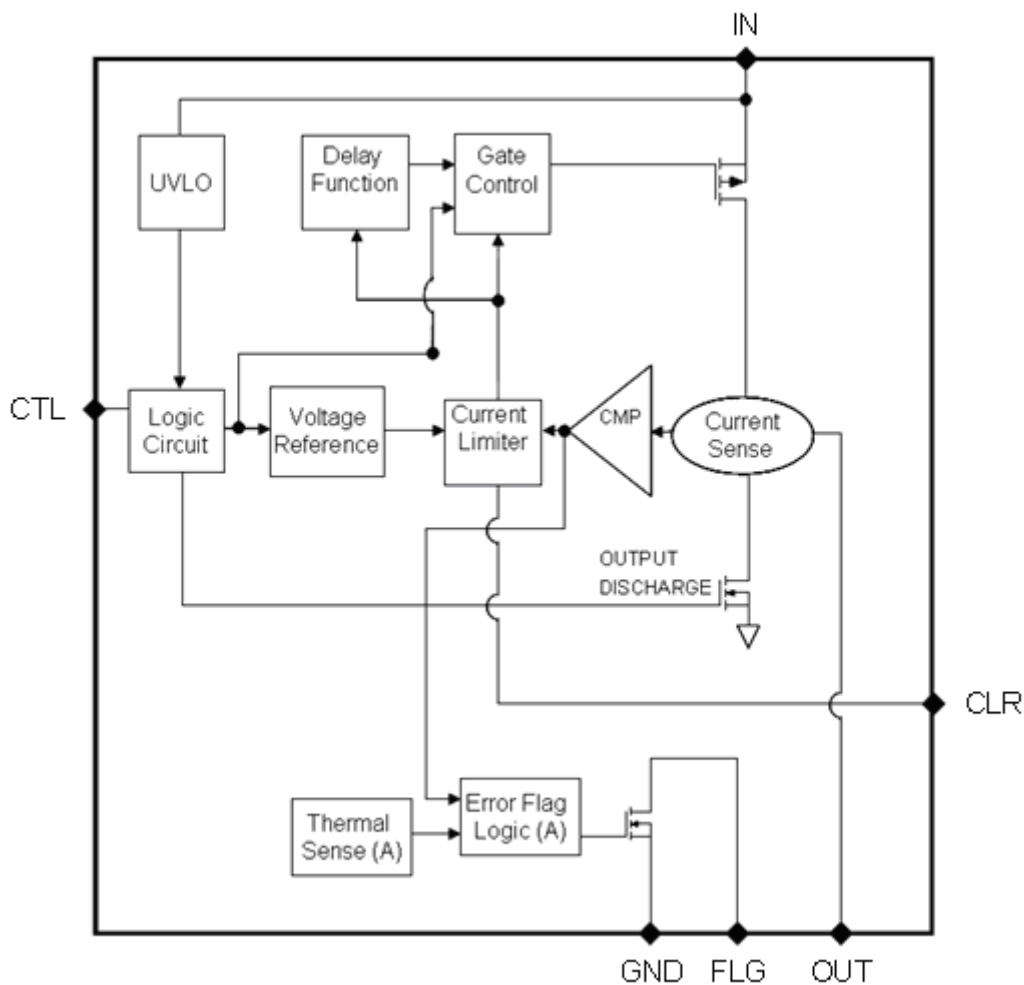 IN
UVLO
Delay
Function
Gate
Control
CTL
Logic
Circuit
Voltage
Reference
Current
Limiter
CMP
Current
Sense
OUTPUT
DISCHARGE
CLR
Thermal
Sense (A)
Error Flag
Logic (A)
GND
FLG
OUT